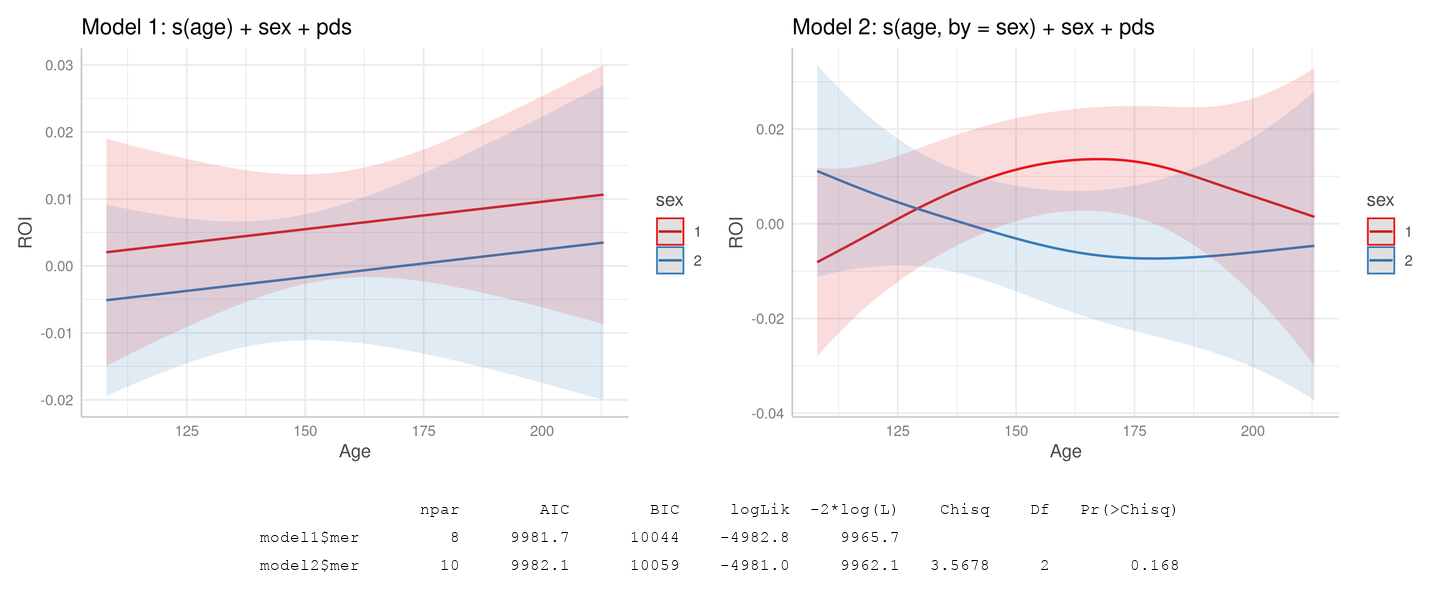 Model 1: s(age) + sex + pds
0.03
0.02
0.01
0.00
-0.01
-0.02
ROI
125 150 175 200
Age
sex
1
2
Model 2: s(age, by = sex) + sex + pds
0.02
0.00
-0.02
-0.04
ROI
125 150 175 200
Age
sex
1
2
npar AIC BIC logLik -2*log(L) Chisq Df Pr(>Chisq)
model1$mer 8 9981.7 10044 -4982.8 9965.7
model2$mer 10 9982.1 10059 -4981.0 9962.1 3.5678 2 0.168